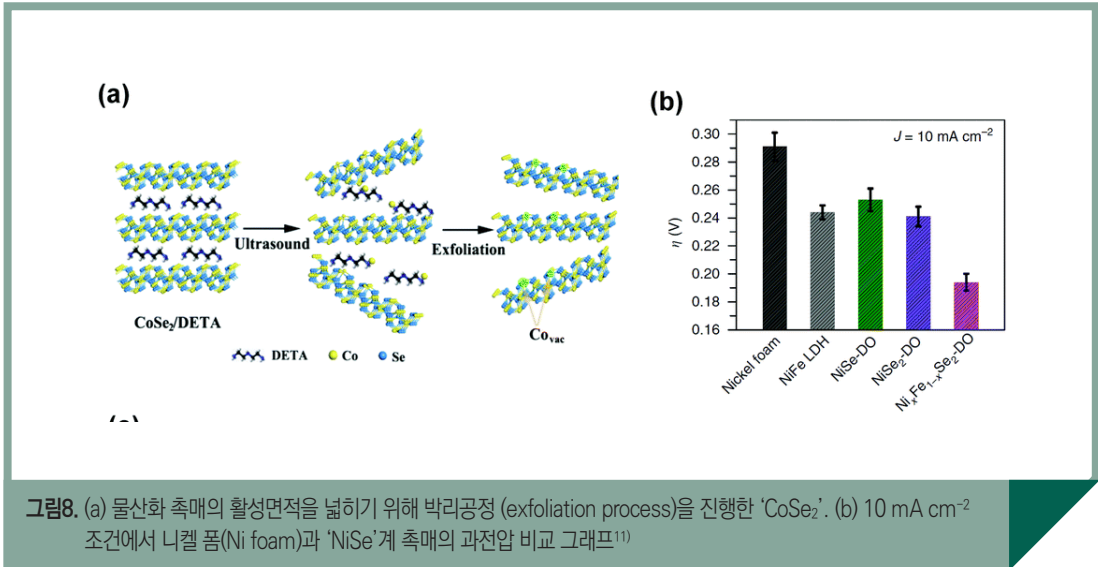 (a)
Ultrasound
Exfoliation
CoSe₂/DETA
Co_vac
DETA Co Se
(b)
J = 10 mA cm⁻²
η (V)
0.30
0.28
0.26
0.24
0.22
0.20
0.18
0.16
Nickel foam
NiFe LDH
NiSe-DO
NiSe₂-DO
NiₓFe₁₋ₓSe₂-DO
그림8. (a) 물산화 촉매의 활성면적을 넓히기 위해 박리공정 (exfoliation process)을 진행한 ‘CoSe₂’. (b) 10 mA cm⁻²
조건에서 니켈 폼(Ni foam)과 ‘NiSe’계 촉매의 과전압 비교 그래프¹¹⁾